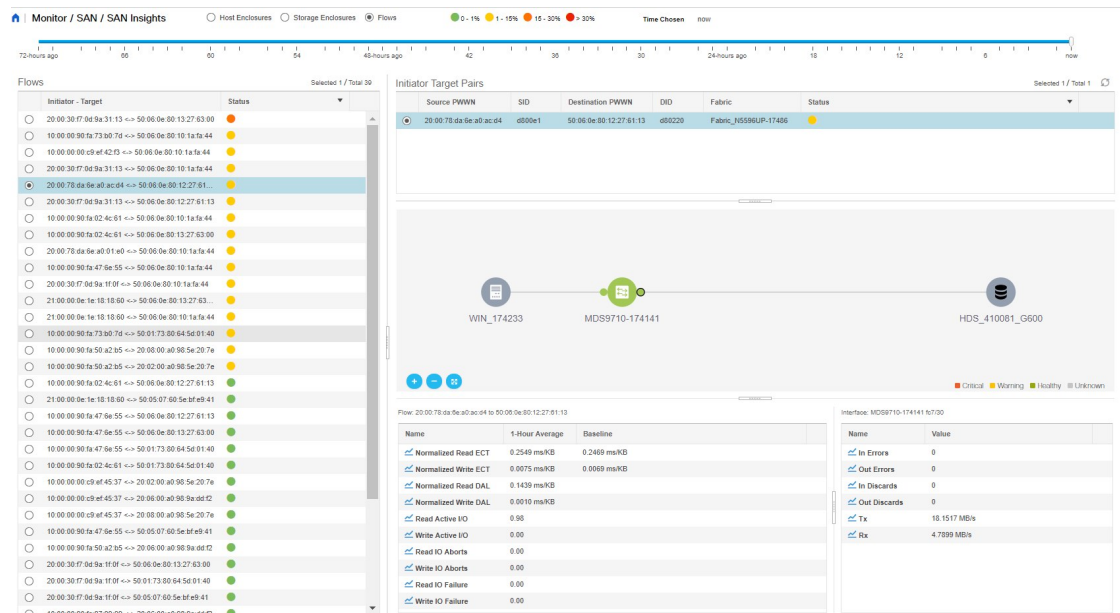 Monitor / SAN / SAN Insights
Host Enclosures Storage Enclosures Flows
0 - 1% 1 - 15% 15 - 30% > 30%
Time Chosen now
72-hours ago 66 60 54 48-hours ago 42 36 30 24-hours ago 18 12 6 now
Flows Selected 1 / Total 39
Initiator - Target Status
20:00:30:f7:0d:9a:31:13 <-> 50:06:0e:80:13:27:63:00
10:00:00:90:fa:73:b0:7d <-> 50:06:0e:80:10:1a:fa:44
10:00:00:00:c9:ef:42:f3 <-> 50:06:0e:80:10:1a:fa:44
20:00:30:f7:0d:9a:31:13 <-> 50:06:0e:80:10:1a:fa:44
20:00:78:da:6e:a0:ac:d4 <-> 50:06:0e:80:12:27:61...
20:00:30:f7:0d:9a:31:13 <-> 50:06:0e:80:12:27:61:13
10:00:00:90:fa:02:4c:61 <-> 50:06:0e:80:10:1a:fa:44
10:00:00:90:fa:02:4c:61 <-> 50:06:0e:80:13:27:63:00
20:00:78:da:6e:a0:01:e0 <-> 50:06:0e:80:10:1a:fa:44
10:00:00:90:fa:47:6e:55 <-> 50:06:0e:80:10:1a:fa:44
20:00:30:f7:0d:9a:1f:0f <-> 50:06:0e:80:10:1a:fa:44
21:00:00:0e:1e:18:18:60 <-> 50:06:0e:80:13:27:63...
21:00:00:0e:1e:18:18:60 <-> 50:06:0e:80:10:1a:fa:44
10:00:00:90:fa:73:b0:7d <-> 50:01:73:80:64:5d:01:40
10:00:00:90:fa:50:a2:b5 <-> 20:08:00:a0:98:5e:20:7e
10:00:00:90:fa:50:a2:b5 <-> 20:02:00:a0:98:5e:20:7e
10:00:00:90:fa:02:4c:61 <-> 50:06:0e:80:12:27:61:13
21:00:00:0e:1e:18:18:60 <-> 50:05:07:60:5e:bf:e9:41
10:00:00:90:fa:47:6e:55 <-> 50:06:0e:80:12:27:61:13
10:00:00:90:fa:47:6e:55 <-> 50:06:0e:80:13:27:63:00
10:00:00:90:fa:47:6e:55 <-> 50:01:73:80:64:5d:01:40
10:00:00:90:fa:02:4c:61 <-> 50:01:73:80:64:5d:01:40
10:00:00:00:c9:ef:45:37 <-> 20:02:00:a0:98:5e:20:7e
10:00:00:00:c9:ef:45:37 <-> 20:06:00:a0:98:9a:dd:f2
10:00:00:00:c9:ef:45:37 <-> 20:08:00:a0:98:5e:20:7e
10:00:00:90:fa:47:6e:55 <-> 50:05:07:60:5e:bf:e9:41
10:00:00:90:fa:50:a2:b5 <-> 20:06:00:a0:98:9a:dd:f2
20:00:30:f7:0d:9a:1f:0f <-> 50:06:0e:80:13:27:63:00
20:00:30:f7:0d:9a:1f:0f <-> 50:01:73:80:64:5d:01:40
20:00:30:f7:0d:9a:1f:0f <-> 50:05:07:60:5e:bf:e9:41
Initiator Target Pairs Selected 1 / Total 1
Source PWWN SID Destination PWWN DID Fabric Status
20:00:78:da:6e:a0:ac:d4 d800e1 50:06:0e:80:12:27:61:13 d80220 Fabric_N5596UP-17486
WIN_174233 MDS9710-174141 HDS_410081_G600
Critical Warning Healthy Unknown
Flow: 20:00:78:da:6e:a0:ac:d4 to 50:06:0e:80:12:27:61:13
Name 1-Hour Average Baseline
Normalized Read ECT 0.2549 ms/KB 0.2469 ms/KB
Normalized Write ECT 0.0075 ms/KB 0.0069 ms/KB
Normalized Read DAL 0.1439 ms/KB
Normalized Write DAL 0.0010 ms/KB
Read Active I/O 0.98
Write Active I/O 0.00
Read IO Aborts 0.00
Write IO Aborts 0.00
Read IO Failure 0.00
Write IO Failure 0.00
Interface: MDS9710-174141 fc7/30
Name Value
In Errors 0
Out Errors 0
In Discards 0
Out Discards 0
Tx 18.1517 MB/s
Rx 4.7899 MB/s